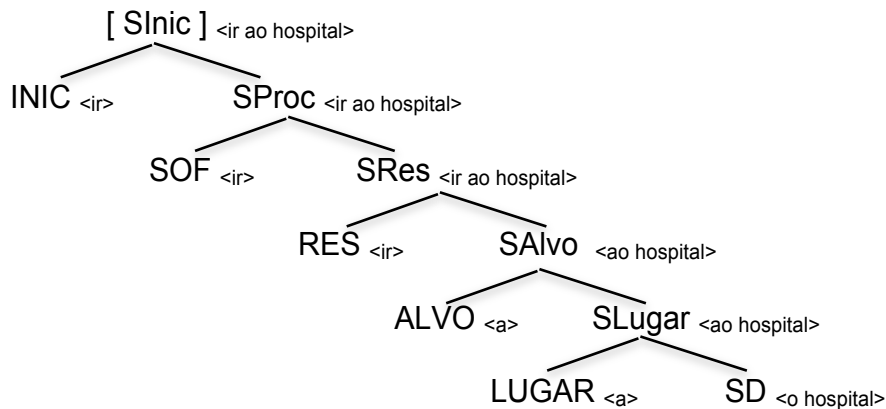 [ SInic ] <ir ao hospital>
INIC <ir> SProc <ir ao hospital>
SOF <ir> SRes <ir ao hospital>
RES <ir> SAlvo <ao hospital>
ALVO <a> SLugar <ao hospital>
LUGAR <a> SD <o hospital>